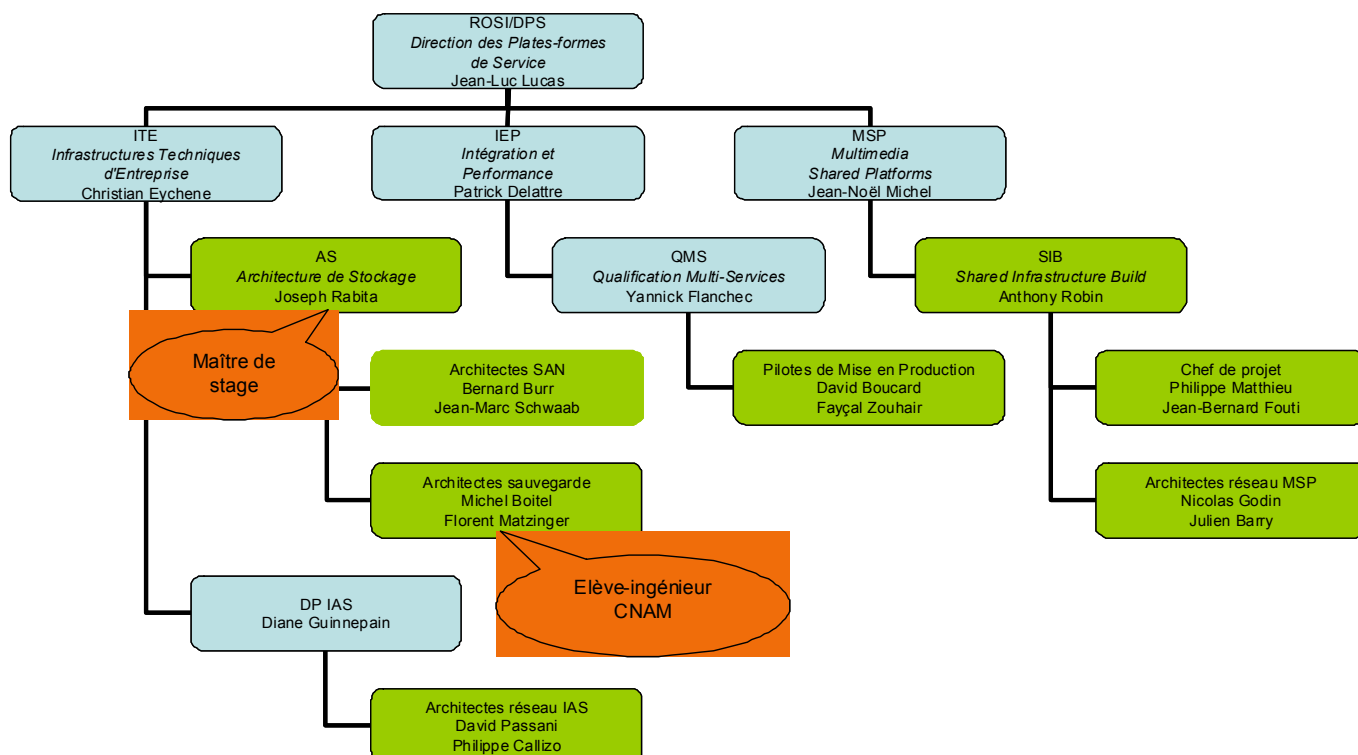 ROSI/DPS
Direction des Plates-formes
de Service
Jean-Luc Lucas
ITE
Infrastructures Techniques
d'Entreprise
Christian Eychene
IEP
Intégration et
Performance
Patrick Delattre
MSP
Multimedia
Shared Platforms
Jean-Noël Michel
AS
Architecture de Stockage
Joseph Rabita
QMS
Qualification Multi-Services
Yannick Flanchec
SIB
Shared Infrastructure Build
Anthony Robin
Maître de
stage
Architectes SAN
Bernard Burr
Jean-Marc Schwaab
Pilotes de Mise en Production
David Boucard
Fayçal Zouhair
Chef de projet
Philippe Matthieu
Jean-Bernard Fouti
Architectes sauvegarde
Michel Boitel
Florent Matzinger
Architectes réseau MSP
Nicolas Godin
Julien Barry
Elève-ingénieur
CNAM
DP IAS
Diane Guinnepain
Architectes réseau IAS
David Passani
Philippe Callizo